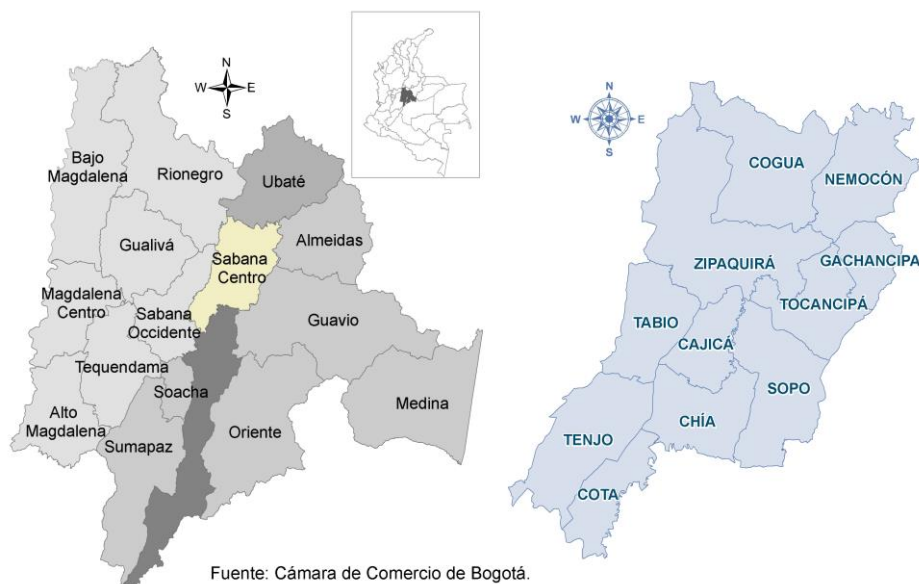 N
W E
S
Bajo
Magdalena
Rionegro
Ubaté
Gualivá
Almeidas
Sabana
Centro
Magdalena
Centro
Sabana
Occidente
Guavio
Tequendama
Soacha
Medina
Alto
Magdalena
Sumapaz
Oriente
Fuente: Cámara de Comercio de Bogotá.
N
W E
S
COGUA
NEMOCÓN
ZIPAQUIRÁ
GACHANCIPA
TOCANCIPÁ
TABIO
CAJICÁ
SOPO
CHÍA
TENJO
COTA